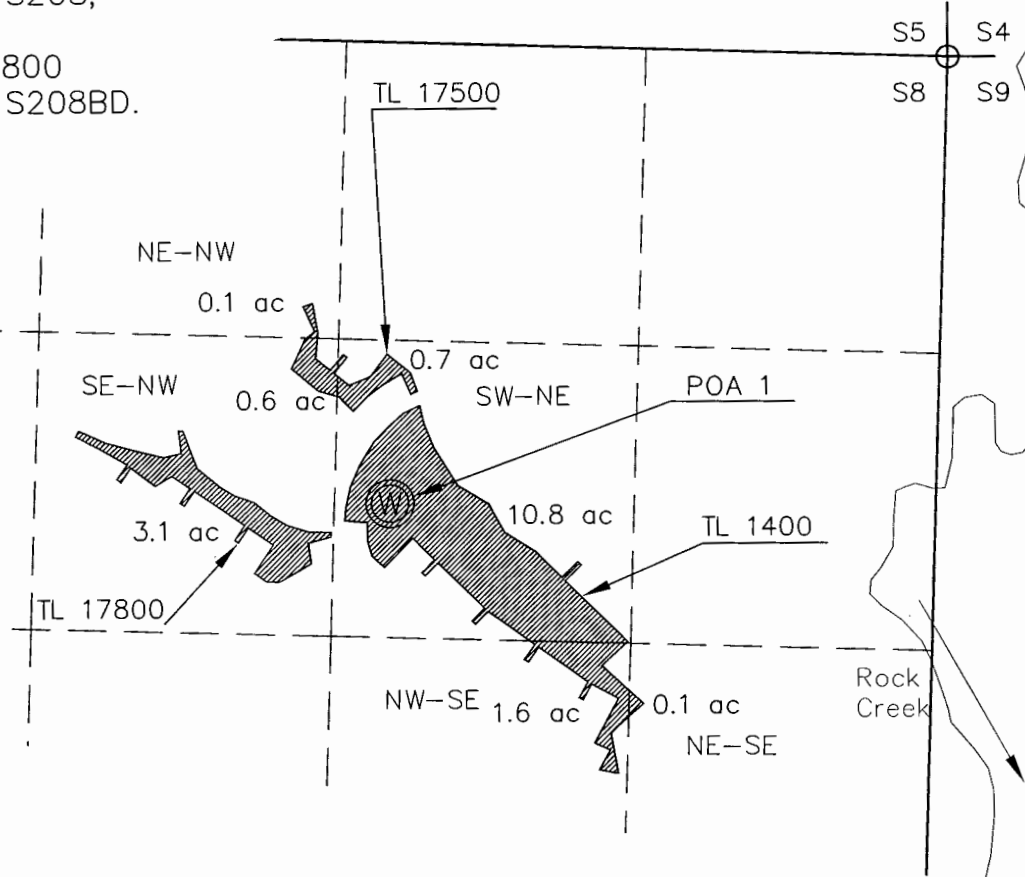 S208,
800
S208BD.
S5 S4
S8 S9
TL 17500
NE-NW
0.1 ac
0.7 ac
SE-NW
0.6 ac
SW-NE
POA 1
W
10.8 ac
3.1 ac
TL 1400
TL 17800
NW-SE
1.6 ac
0.1 ac
Rock
Creek
NE-SE